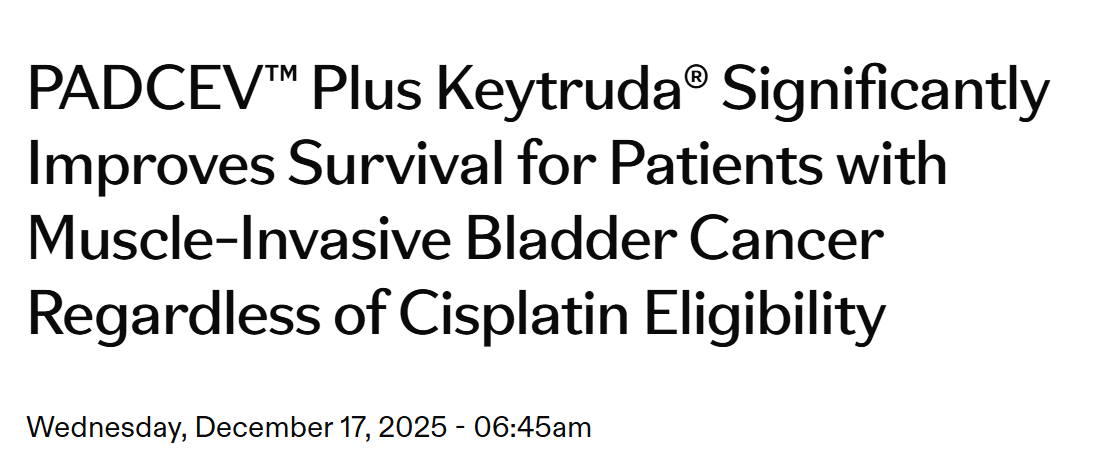 PADCEV™ Plus Keytruda® Significantly
Improves Survival for Patients with
Muscle-Invasive Bladder Cancer
Regardless of Cisplatin Eligibility
Wednesday, December 17, 2025 - 06:45am